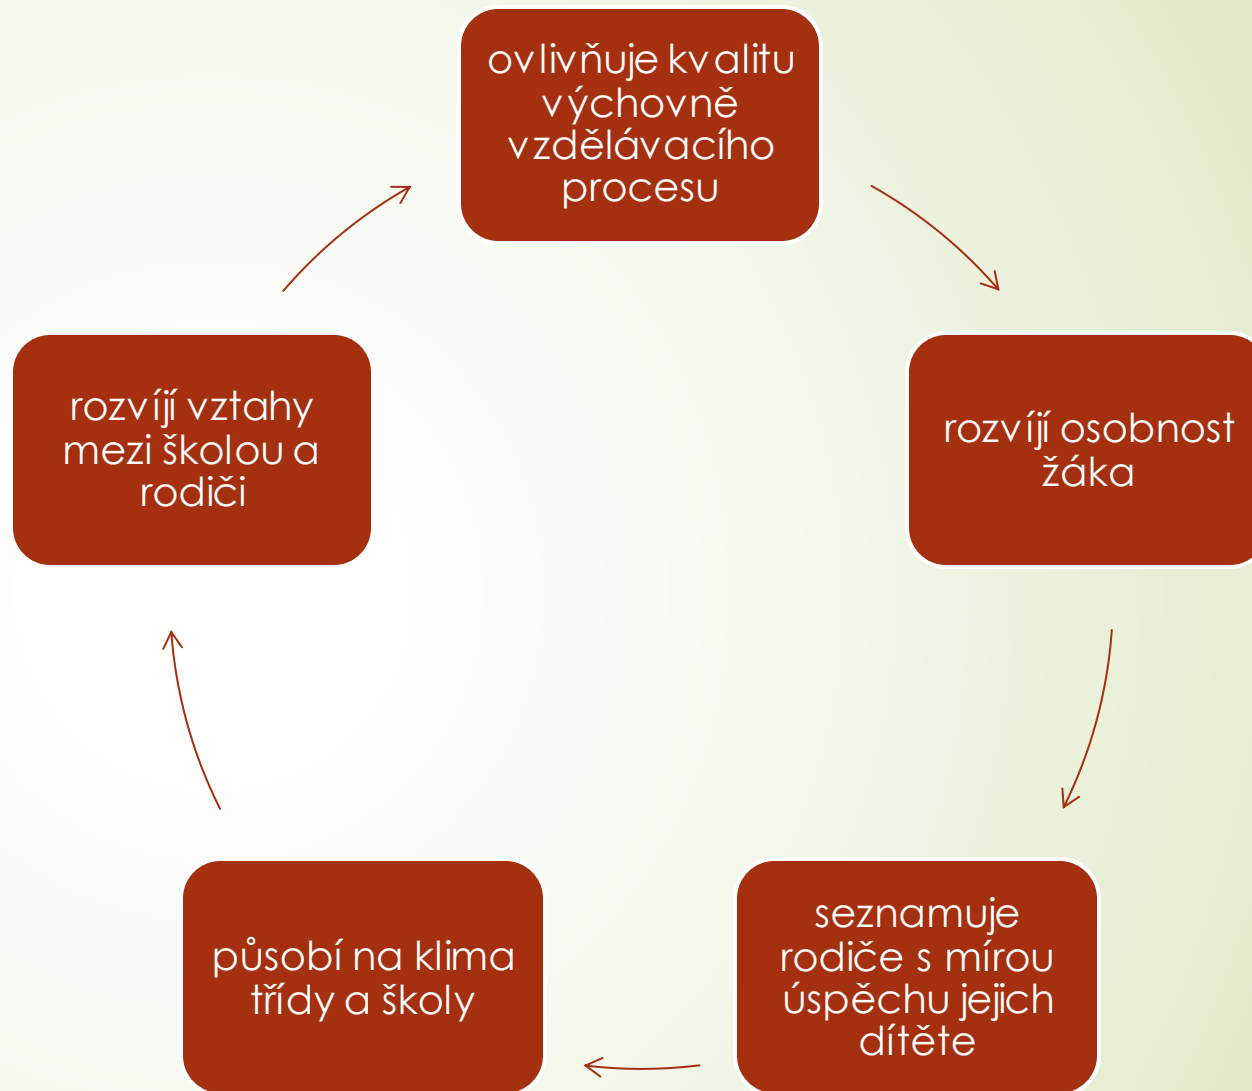 ovlivňuje kvalitu
výchovně
vzdělávacího
procesu
rozvíjí osobnost
žáka
seznamuje
rodiče s mírou
úspěchu jejich
dítěte
působí na klima
třídy a školy
rozvíjí vztahy
mezi školou a
rodiči